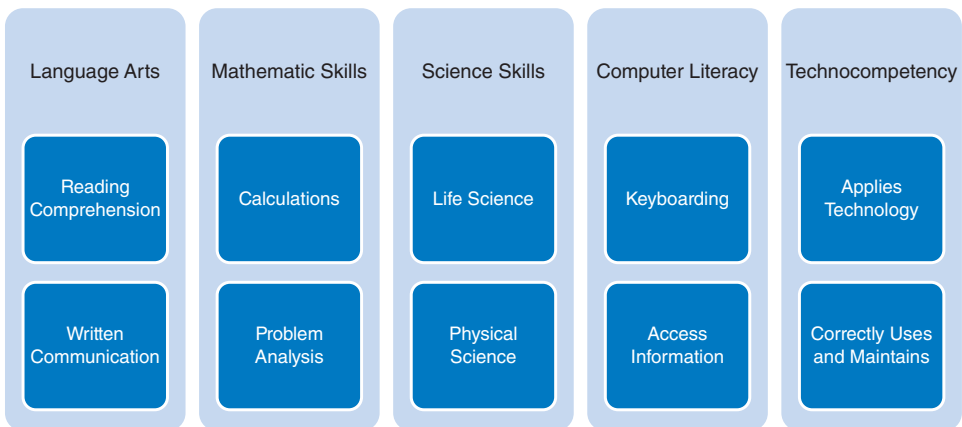 Language Arts
Mathematic Skills
Science Skills
Computer Literacy
Technocompetency
Reading
Comprehension
Calculations
Life Science
Keyboarding
Applies
Technology
Written
Communication
Problem
Analysis
Physical
Science
Access
Information
Correctly Uses
and Maintains